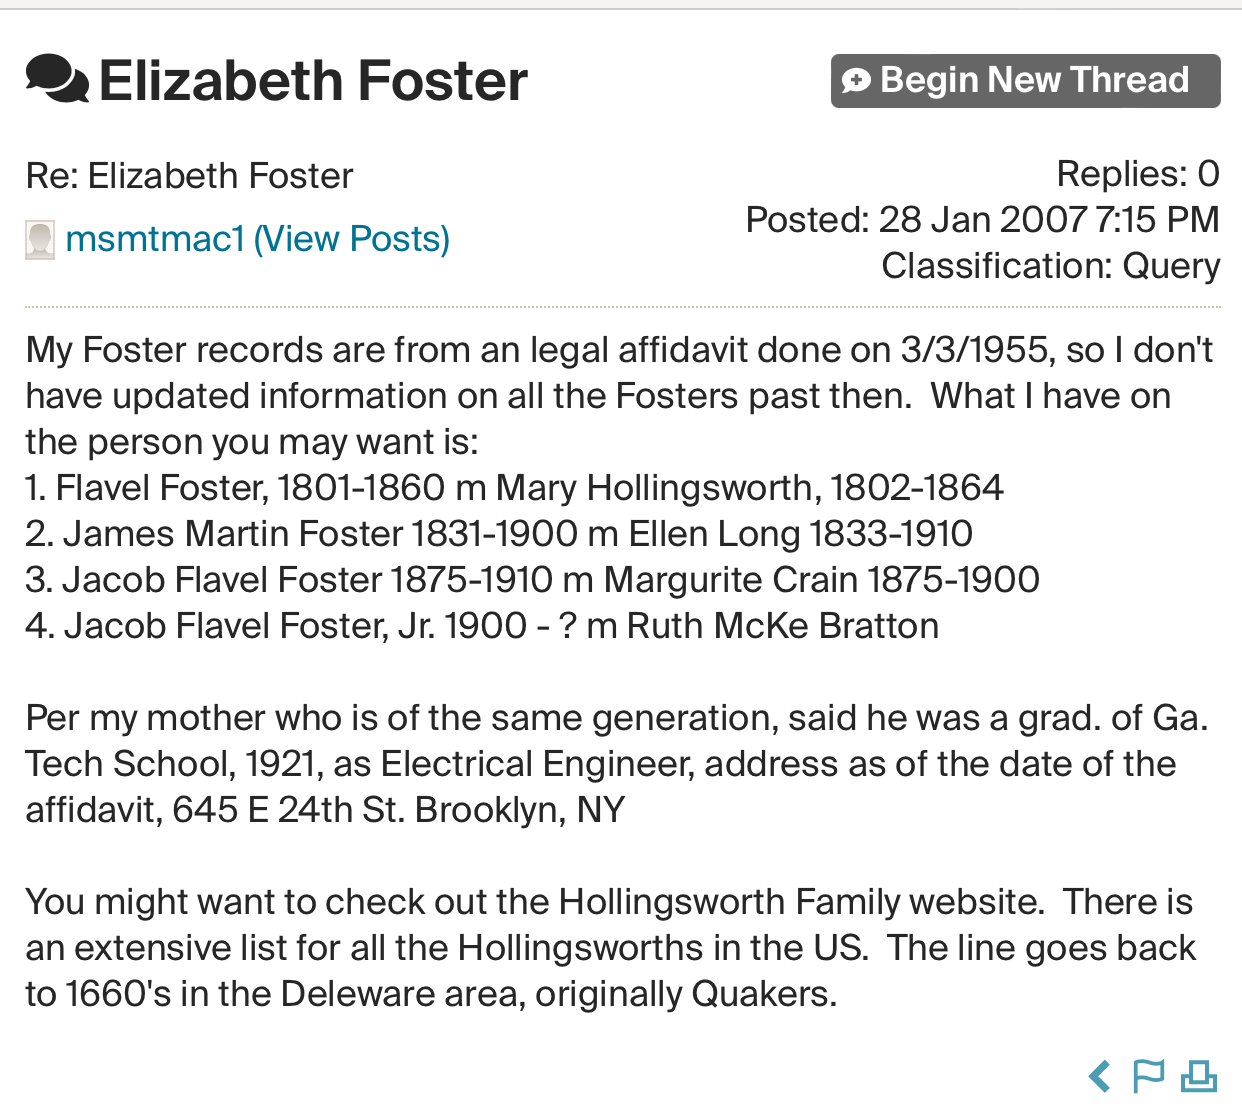 Elizabeth Foster
Begin New Thread
Re: Elizabeth Foster
Replies: 0
msmtmac1 (View Posts)
Posted: 28 Jan 2007 7:15 PM
Classification: Query
My Foster records are from an legal affidavit done on 3/3/1955, so I don't
have updated information on all the Fosters past then.  What I have on
the person you may want is:
1. Flavel Foster, 1801-1860 m Mary Hollingsworth, 1802-1864
2. James Martin Foster 1831-1900 m Ellen Long 1833-1910
3. Jacob Flavel Foster 1875-1910 m Margurite Crain 1875-1900
4. Jacob Flavel Foster, Jr. 1900 - ? m Ruth McKe Bratton
Per my mother who is of the same generation, said he was a grad. of Ga.
Tech School, 1921, as Electrical Engineer, address as of the date of the
affidavit, 645 E 24th St. Brooklyn, NY
You might want to check out the Hollingsworth Family website.  There is
an extensive list for all the Hollingsworths in the US.  The line goes back
to 1660's in the Deleware area, originally Quakers.